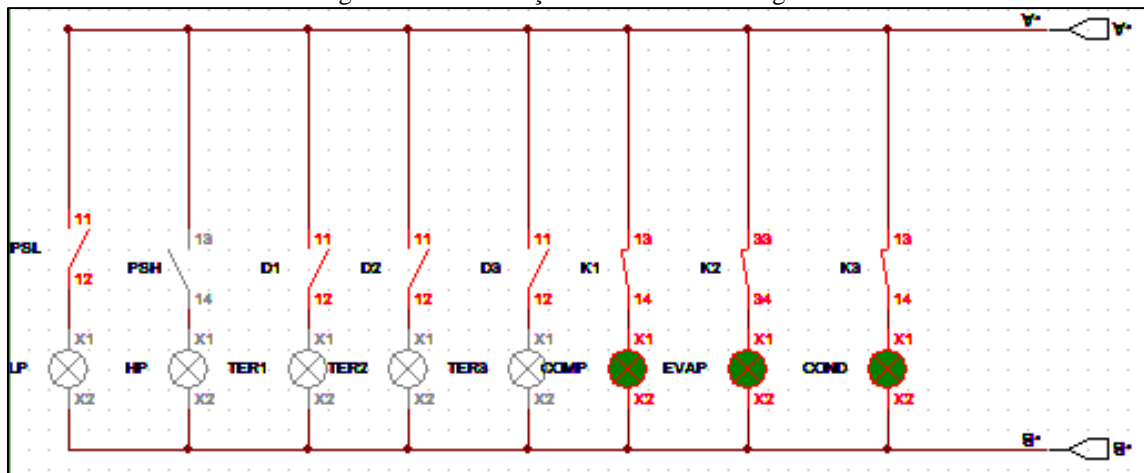 A A
11
PSL 12
PSH 13 14
D1 11 12
D2 11 12
D3 11 12
K1 13 14
K2 33 34
K3 13 14
LP X1 X2
HP X1 X2
TER1 X1 X2
TER2 X1 X2
TER3 X1 X2
COMP X1 X2
EVAP X1 X2
COND X1 X2
B B